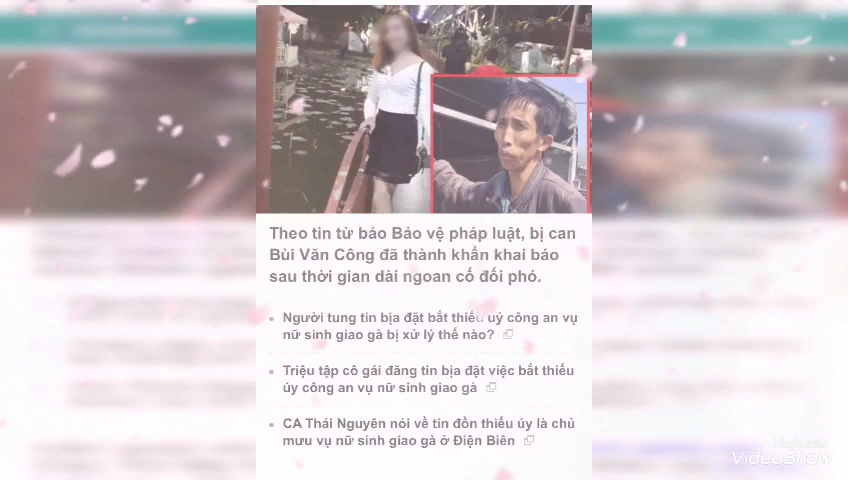 Theo tin từ báo Bảo vệ pháp luật, bị can
Bùi Văn Công đã thành khẩn khai báo
sau thời gian dài ngoan cố đối phó.
Người tung tin bịa đặt bắt thiếu uý công an vụ
nữ sinh giao gà bị xử lý thế nào?
Triệu tập cô gái đăng tin bịa đặt việc bắt thiếu
úy công an vụ nữ sinh giao gà
CA Thái Nguyên nói về tin đồn thiếu úy là chủ
mưu vụ nữ sinh giao gà ở Điện Biên
Made with
VideoShow